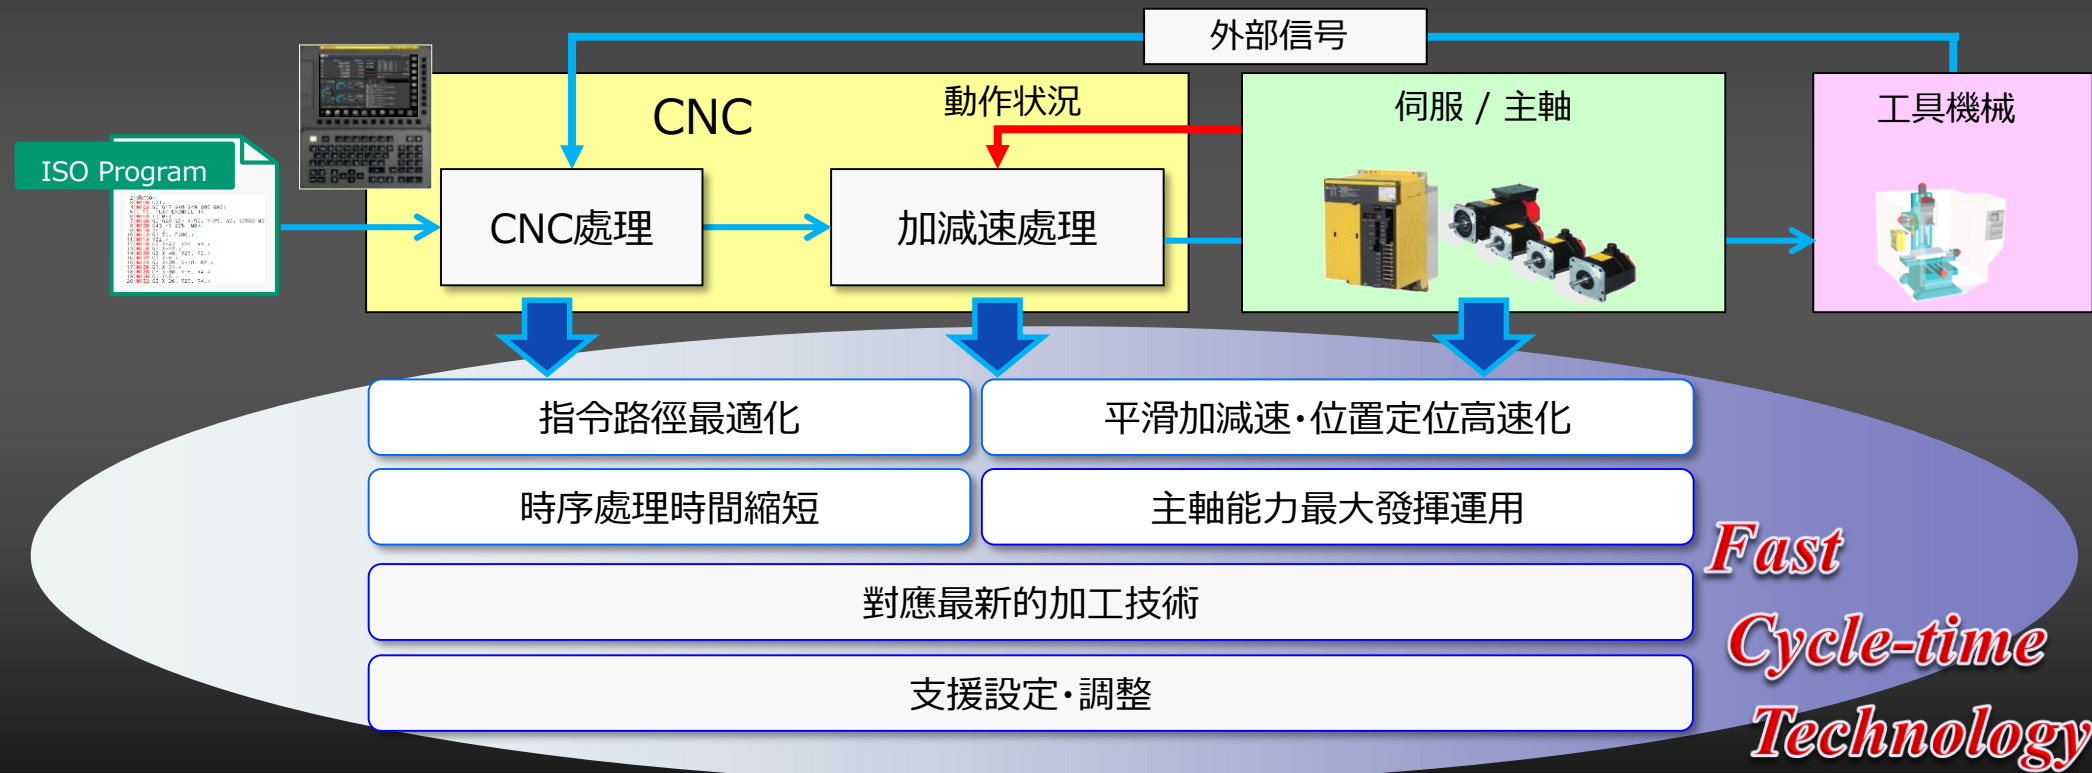 外部信号
CNC
動作状況
伺服 / 主軸
工具機械
ISO Program
CNC處理
加減速處理
指令路徑最適化
平滑加減速･位置定位高速化
時序處理時間縮短
主軸能力最大發揮運用
對應最新的加工技術
支援設定･調整
Fast
Cycle-time
Technology